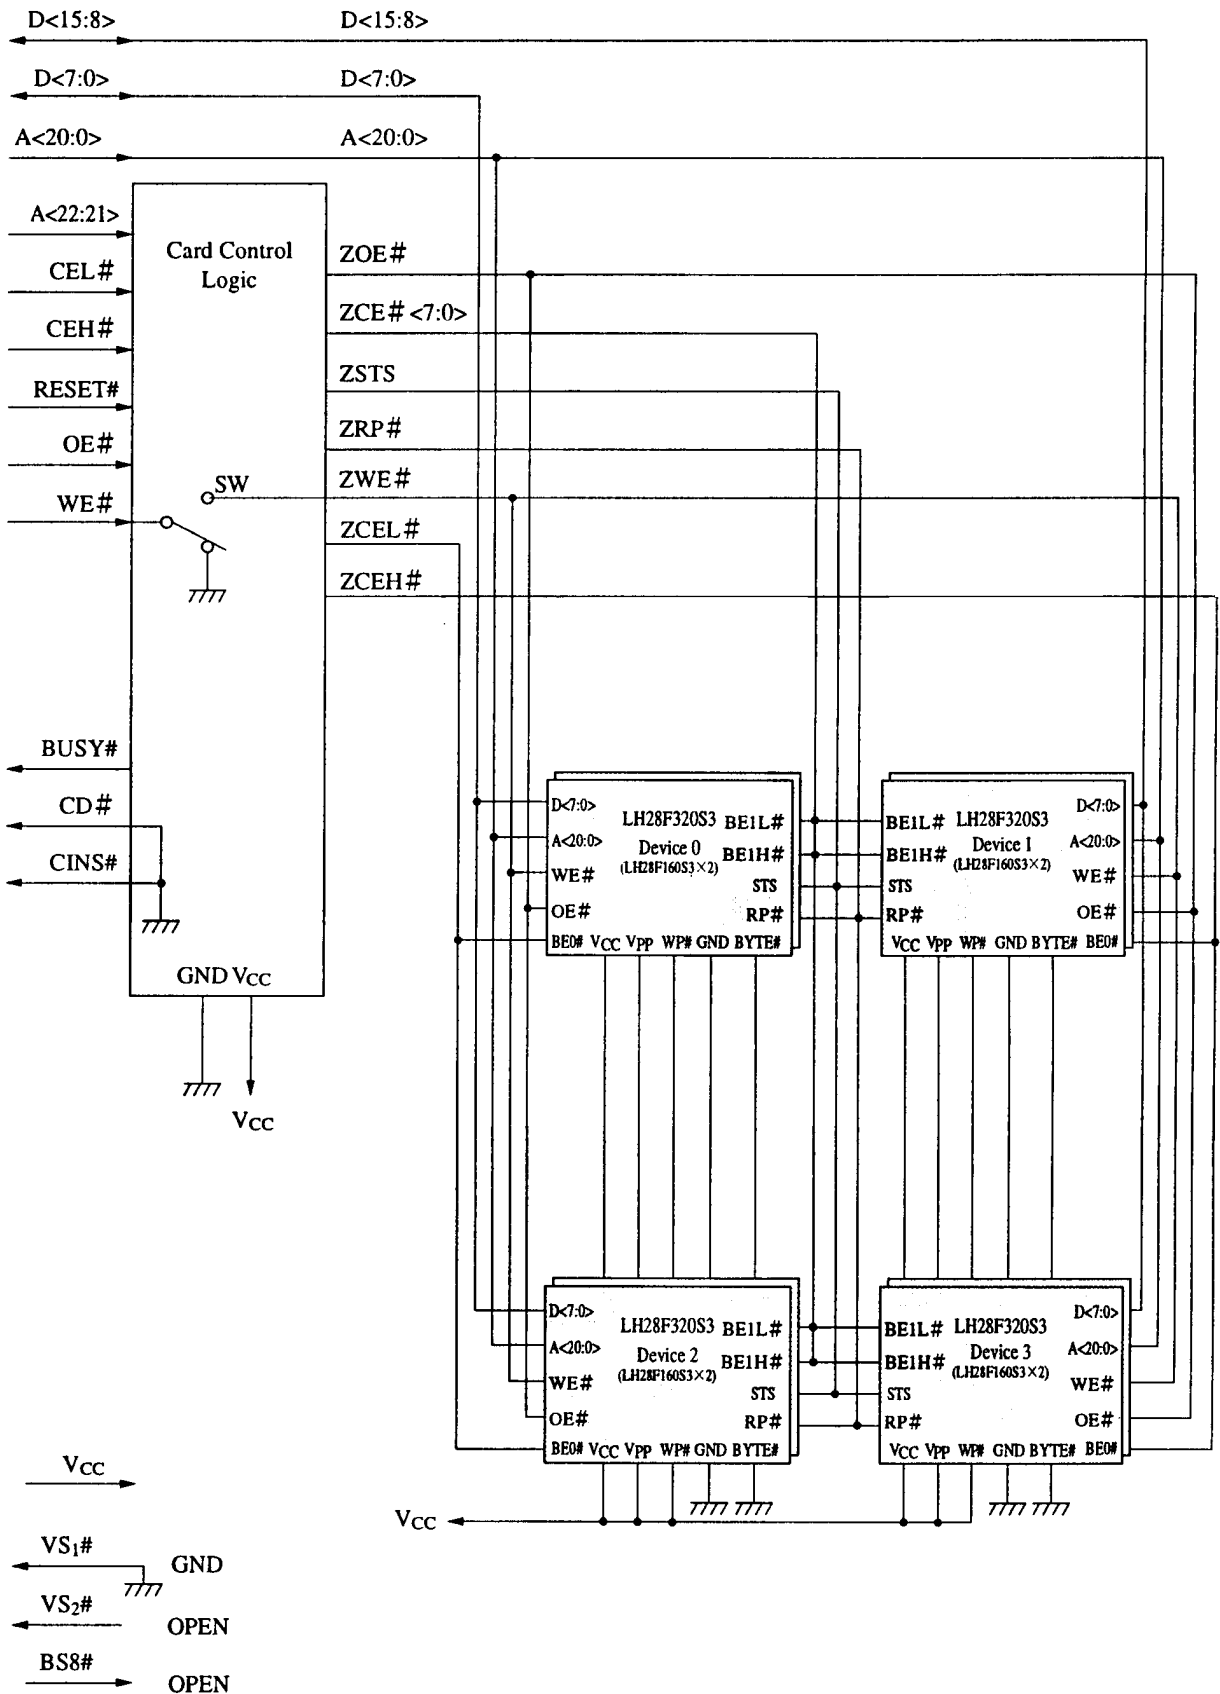 D<15:8> D<15:8>
D<7:0> D<7:0>
A<20:0> A<20:0>
A<22:21>
CEL#
CEH#
RESET#
OE#
WE#
Card Control
Logic
SW
ZOE#
ZCE#<7:0>
ZSTS
ZRP#
ZWE#
ZCEL#
ZCEH#
BUSY#
CD#
CINS#
GND VCC
VCC
D<7:0>
A<20:0>
WE#
OE#
LH28F320S3
Device 0
(LH28F160S3×2)
BE1L#
BE1H#
STS
RP#
BE0# VCC VPP WP# GND BYTE#
BE1L#
BE1H#
STS
RP#
LH28F320S3
Device 1
(LH28F160S3×2)
D<7:0>
A<20:0>
WE#
OE#
VCC VPP WP# GND BYTE# BE0#
D<7:0>
A<20:0>
WE#
OE#
LH28F320S3
Device 2
(LH28F160S3×2)
BE1L#
BE1H#
STS
RP#
BE0# VCC VPP WP# GND BYTE#
BE1L#
BE1H#
STS
RP#
LH28F320S3
Device 3
(LH28F160S3×2)
D<7:0>
A<20:0>
WE#
OE#
VCC VPP WP# GND BYTE# BE0#
VCC
VCC
VS1# GND
VS2# OPEN
BS8# OPEN